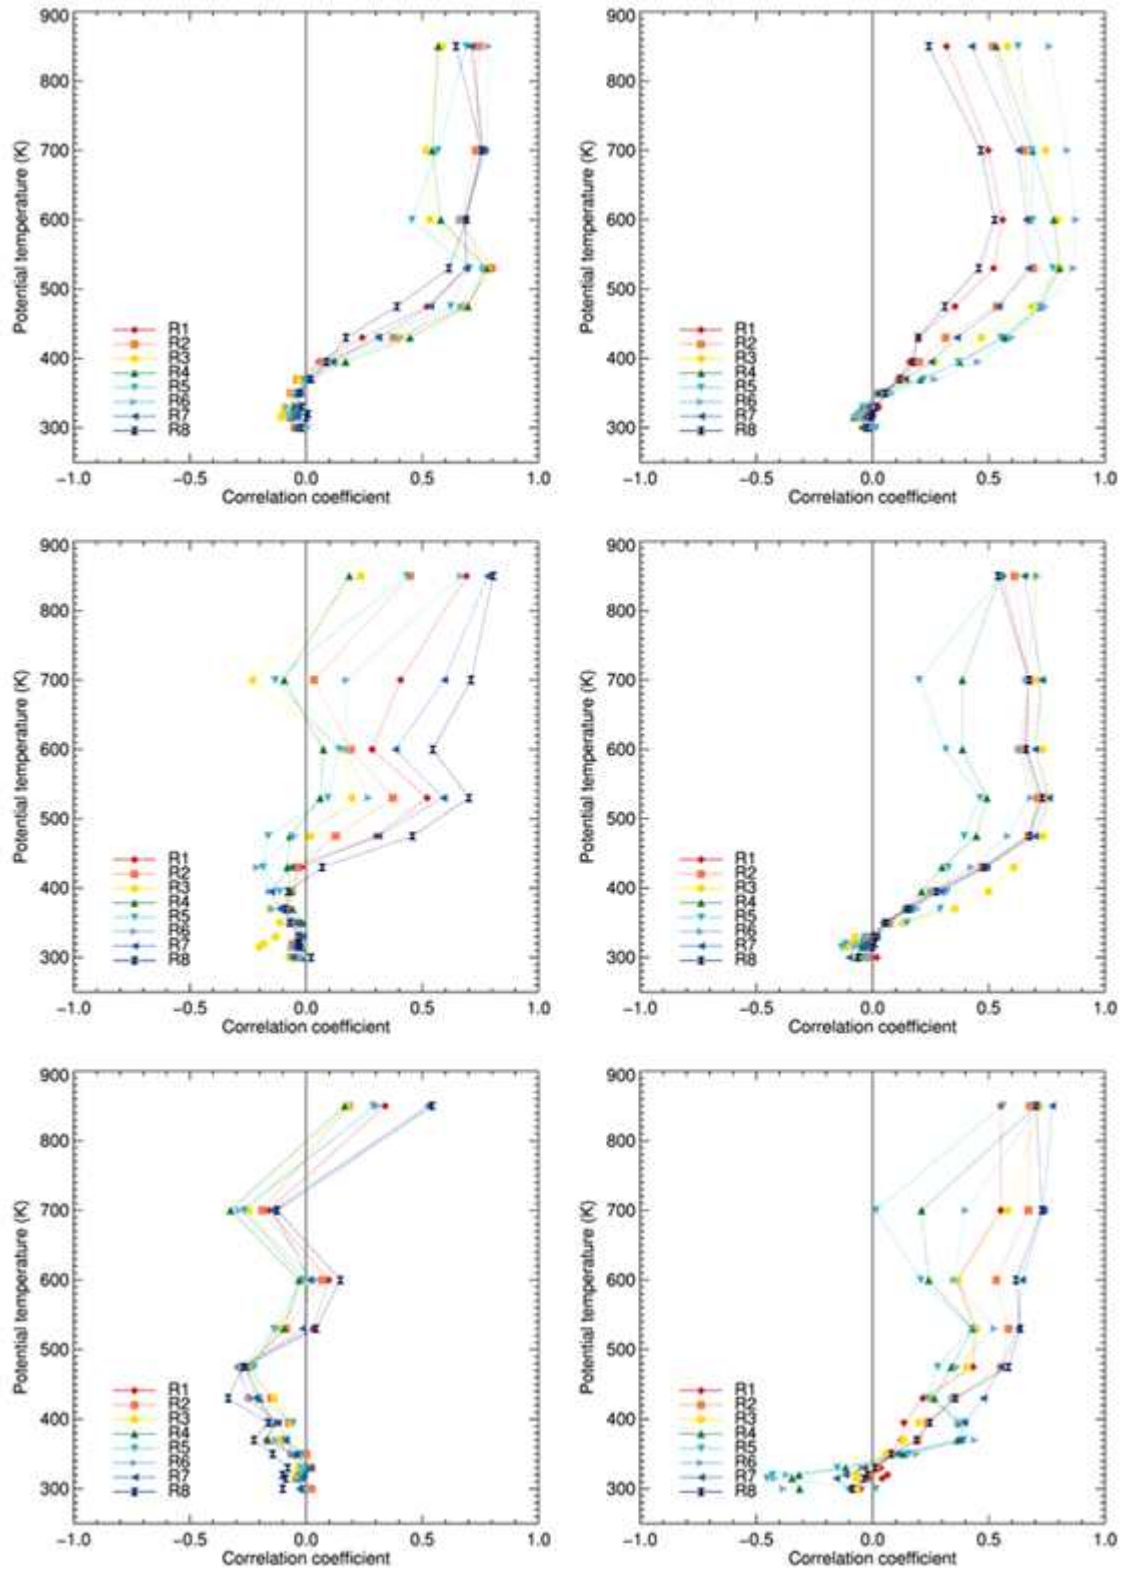 900
800
700
600
500
400
300
Potential temperature (K)
R1
R2
R3
R4
R5
R6
R7
R8
−1.0 −0.5 0.0 0.5 1.0
Correlation coefficient
900
800
700
600
500
400
300
Potential temperature (K)
R1
R2
R3
R4
R5
R6
R7
R8
−1.0 −0.5 0.0 0.5 1.0
Correlation coefficient
900
800
700
600
500
400
300
Potential temperature (K)
R1
R2
R3
R4
R5
R6
R7
R8
−1.0 −0.5 0.0 0.5 1.0
Correlation coefficient
900
800
700
600
500
400
300
Potential temperature (K)
R1
R2
R3
R4
R5
R6
R7
R8
−1.0 −0.5 0.0 0.5 1.0
Correlation coefficient
900
800
700
600
500
400
300
Potential temperature (K)
R1
R2
R3
R4
R5
R6
R7
R8
−1.0 −0.5 0.0 0.5 1.0
Correlation coefficient
900
800
700
600
500
400
300
Potential temperature (K)
R1
R2
R3
R4
R5
R6
R7
R8
−1.0 −0.5 0.0 0.5 1.0
Correlation coefficient